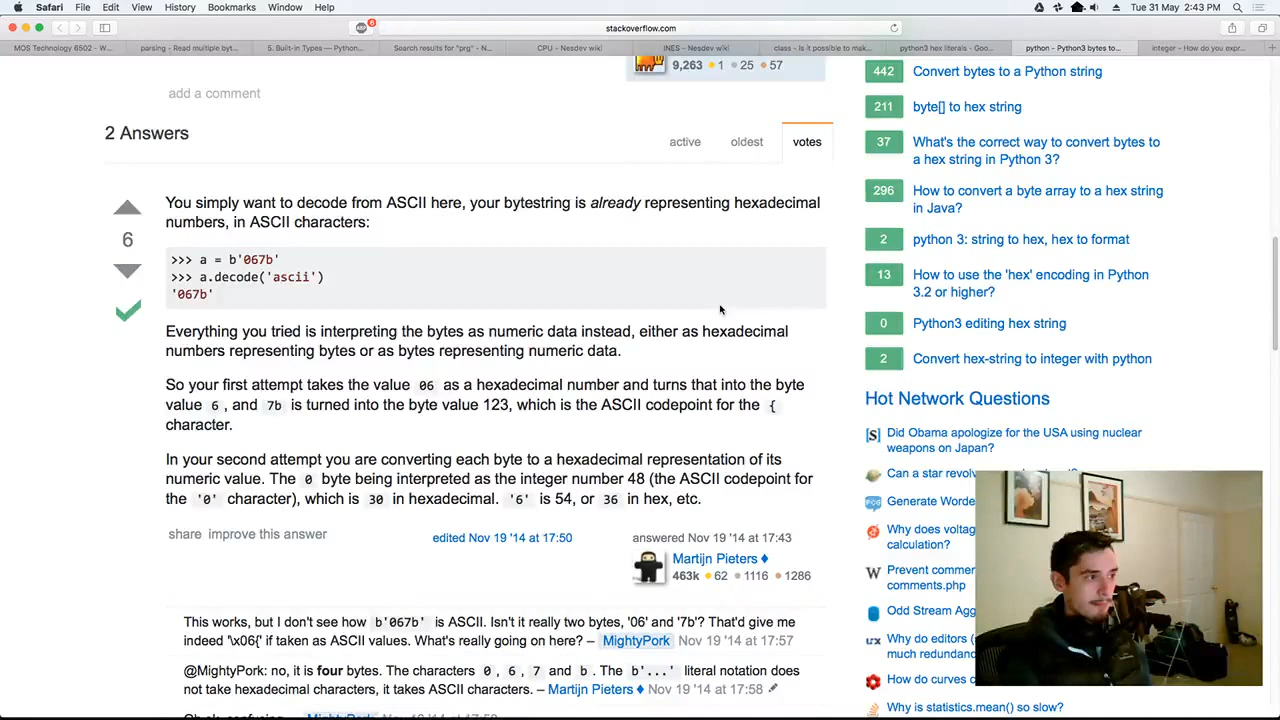 Safari File Edit View History Bookmarks Window Help
Tue 31 May 2:43 PM
6
stackoverflow.com
MOS Technology 6502 - W...
parsing - Read multiple byt...
5. Built-in Types — Python...
Search results for "prg" - N...
CPU - Nesdev wiki
INES - Nesdev wiki
class - Is it possible to mak...
python3 hex literals - Goo...
python - Python3 bytes to...
integer - How do you expr...
9,263 1 25 57
add a comment
2 Answers
active oldest votes
You simply want to decode from ASCII here, your bytestring is already representing hexadecimal
numbers, in ASCII characters:
6
>>> a = b'067b'
>>> a.decode('ascii')
'067b'
Everything you tried is interpreting the bytes as numeric data instead, either as hexadecimal
numbers representing bytes or as bytes representing numeric data.
So your first attempt takes the value 06 as a hexadecimal number and turns that into the byte
value 6 , and 7b is turned into the byte value 123, which is the ASCII codepoint for the {
character.
In your second attempt you are converting each byte to a hexadecimal representation of its
numeric value. The 0 byte being interpreted as the integer number 48 (the ASCII codepoint for
the '0' character), which is 30 in hexadecimal. '6' is 54, or 36 in hex, etc.
share improve this answer
edited Nov 19 '14 at 17:50
answered Nov 19 '14 at 17:43
Martijn Pieters ♦
463k 62 1116 1286
This works, but I don't see how b'067b' is ASCII. Isn't it really two bytes, '06' and '7b'? That'd give me
indeed '\x06{' if taken as ASCII values. What's really going on here? – MightyPork Nov 19 '14 at 17:57
@MightyPork: no, it is four bytes. The characters 0 , 6 , 7 and b . The b'...' literal notation does
not take hexadecimal characters, it takes ASCII characters. – Martijn Pieters ♦ Nov 19 '14 at 17:58
442 Convert bytes to a Python string
211 byte[] to hex string
37 What's the correct way to convert bytes to
a hex string in Python 3?
296 How to convert a byte array to a hex string
in Java?
2 python 3: string to hex, hex to format
13 How to use the 'hex' encoding in Python
3.2 or higher?
0 Python3 editing hex string
2 Convert hex-string to integer with python
Hot Network Questions
Did Obama apologize for the USA using nuclear
weapons on Japan?
Can a star
Generate
Why does
calculation?
Prevent
comments.php
Odd Stream
Why do editors
much
How do curves
Why is statistics.mean() so slow?